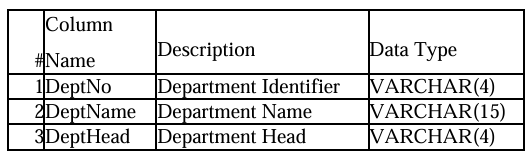 Column
# Name Description Data Type
1 DeptNo Department Identifier VARCHAR(4)
2 DeptName Department Name VARCHAR(15)
3 DeptHead Department Head VARCHAR(4)